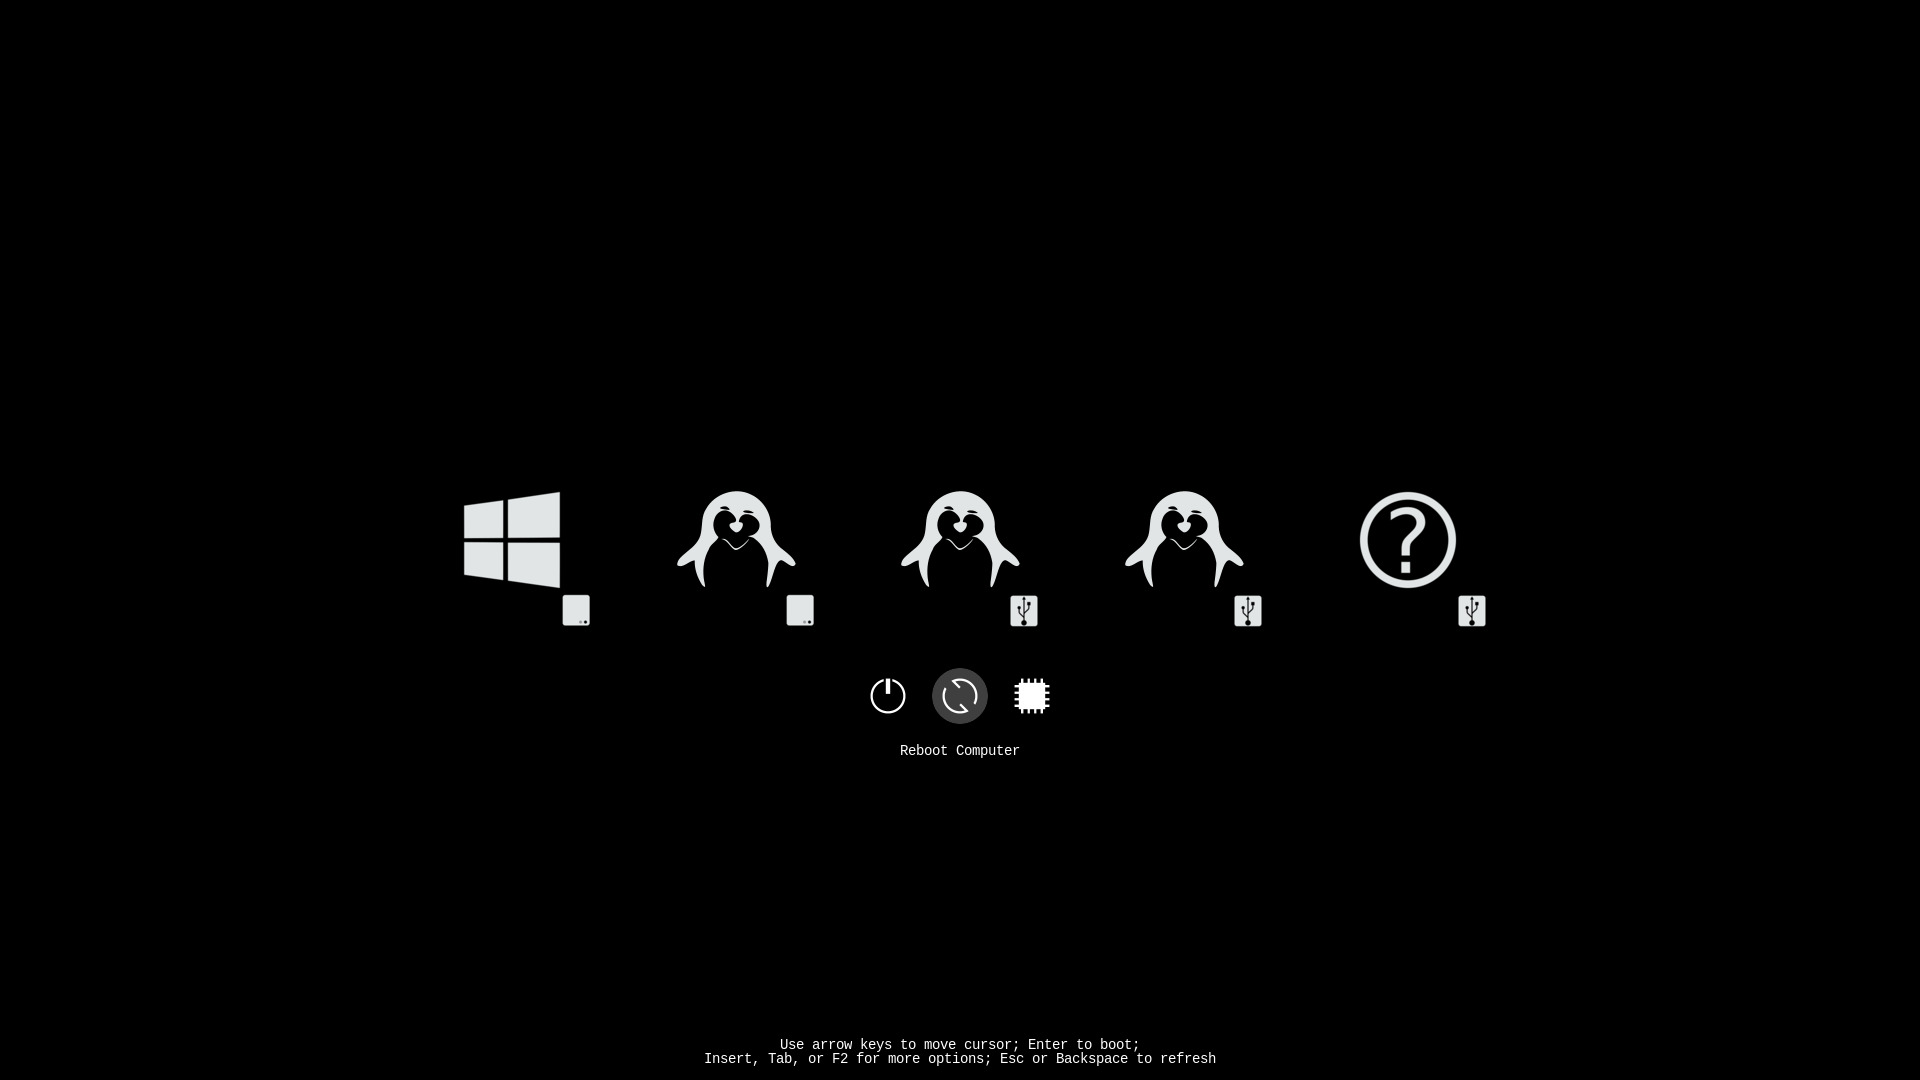 Reboot Computer
Use arrow keys to move cursor; Enter to boot;
Insert, Tab, or F2 for more options; Esc or Backspace to refresh